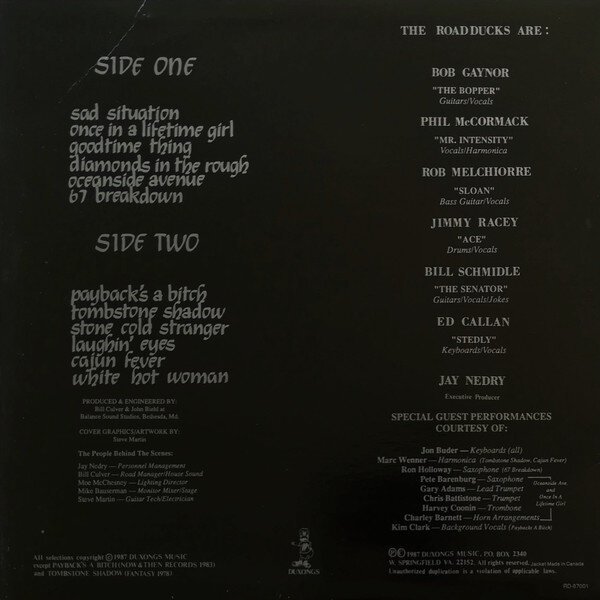 SIDE ONE
sad situation
once in a lifetime girl
goodtime thing
diamonds in the rough
oceanside avenue
67 breakdown
SIDE TWO
payback's a bitch
tombstone shadow
stone cold stranger
laughin' eyes
cajun fever
white hot woman
PRODUCED & ENGINEERED BY:
Bill Culver & John Biehl at
Balance Sound Studios, Bethesda, Md.
COVER GRAPHICS/ARTWORK BY:
Steve Martin
The People Behind The Scenes:
Jay Nedry — Personnel Management
Bill Culver — Road Manager/House Sound
Moe McChesney — Lighting Director
Mike Bauserman — Monitor Mixer/Stage
Steve Martin — Guitar Tech/Electrician
All selections copyright © 1987 DUXONGS MUSIC
except PAYBACK'S A BITCH (NOW & THEN RECORDS 1983)
and TOMBSTONE SHADOW (FANTASY 1978)
DUXONGS
THE ROADDUCKS ARE:
BOB GAYNOR
"THE BOPPER"
Guitars/Vocals
PHIL McCORMACK
"MR. INTENSITY"
Vocals/Harmonica
ROB MELCHIORRE
"SLOAN"
Bass Guitar/Vocals
JIMMY RACEY
"ACE"
Drums/Vocals
BILL SCHMIDLE
"THE SENATOR"
Guitars/Vocals/Jokes
ED CALLAN
"STEDLY"
Keyboards/Vocals
JAY NEDRY
Executive Producer
SPECIAL GUEST PERFORMANCES
COURTESY OF:
Jon Buder — Keyboards (all)
Marc Wenner — Harmonica (Tombstone Shadow, Cajun Fever)
Ron Holloway — Saxophone (67 Breakdown)
Pete Barenburg — Saxophone
Gary Adams — Lead Trumpet
Chris Battistone — Trumpet
Harvey Coonin — Trombone
Charley Barnett — Horn Arrangements
Oceanside Ave.
and
Once In A
Lifetime Girl
Kim Clark — Background Vocals (Paybacks A Bitch)
℗© 1987 DUXONGS MUSIC, PO. BOX 2340
W. SPRINGFIELD VA. 22152. All rights reserved. Jacket Made in Canada
Unauthorized duplication is a violation of applicable laws.
RD-87001